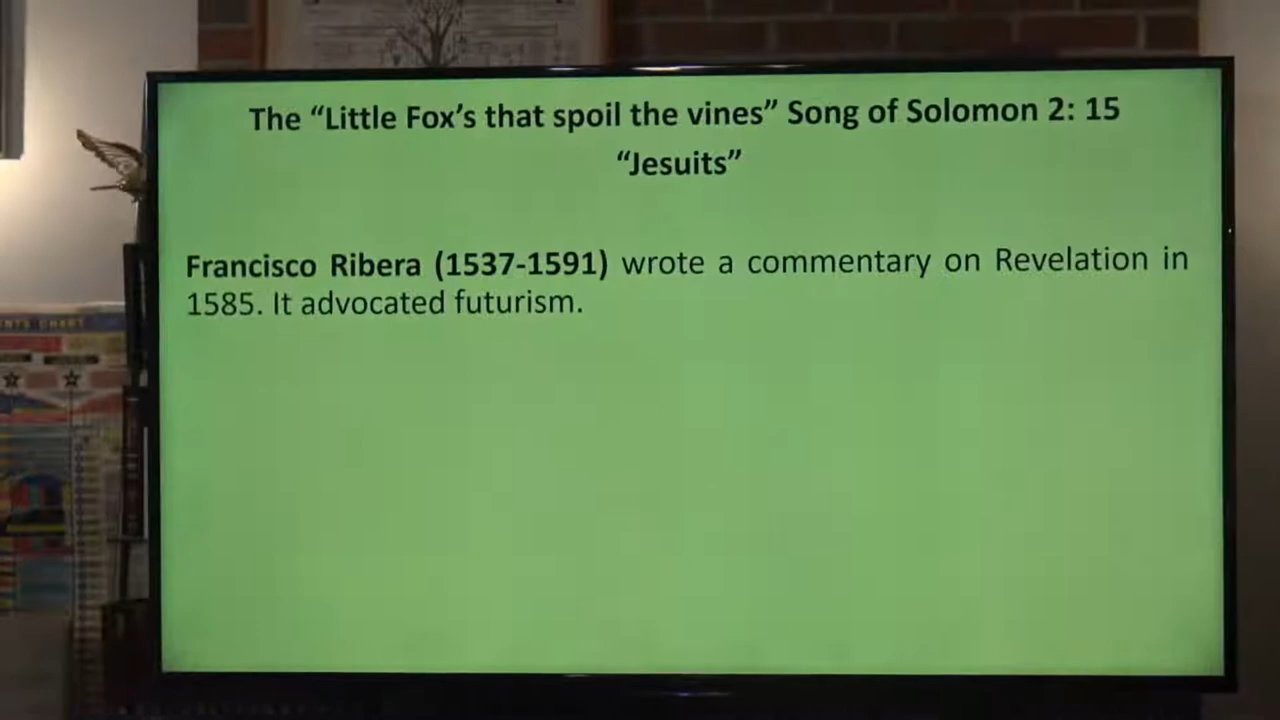 The “Little Fox’s that spoil the vines” Song of Solomon 2: 15
“Jesuits”
Francisco Ribera (1537-1591) wrote a commentary on Revelation in
1585. It advocated futurism.